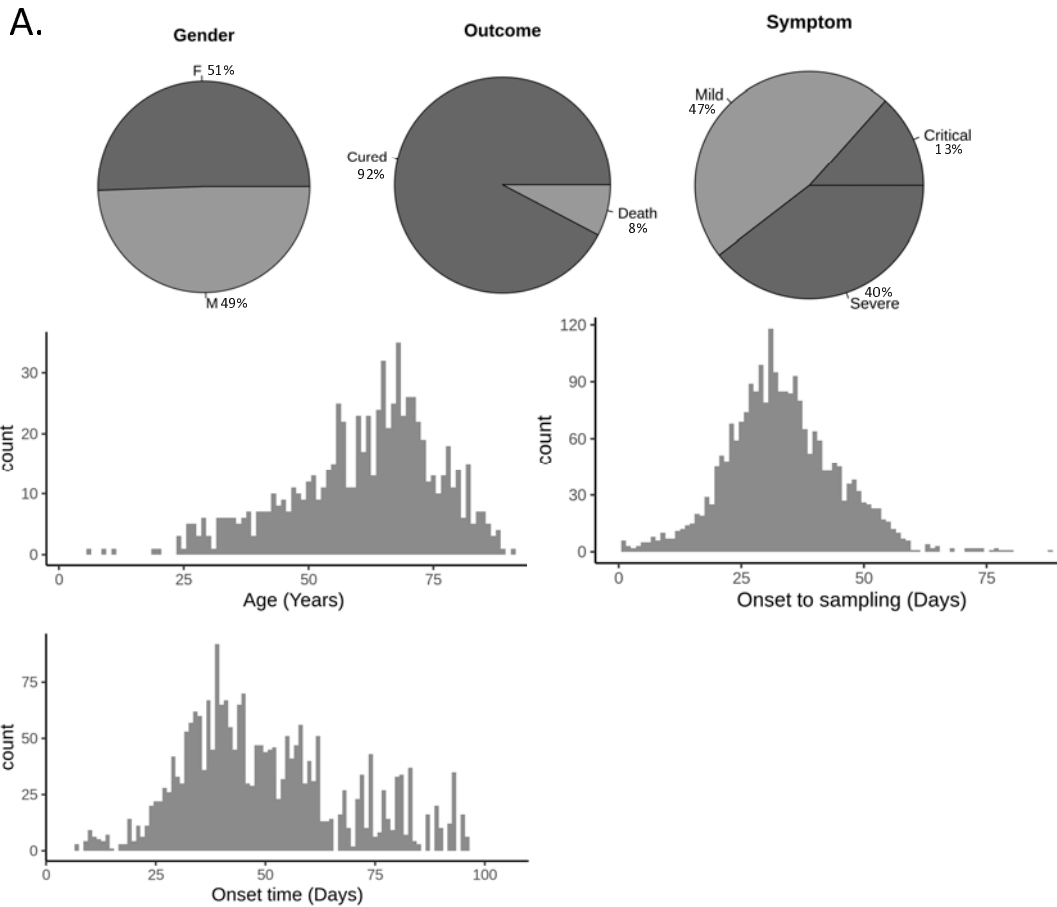 A.
Gender
F 51%
M 49%
Outcome
Cured
92%
Death
8%
Symptom
Mild
47%
Critical
13%
40%
Severe
30
20
10
0
count
0 25 50 75
Age (Years)
120
90
60
30
0
count
0 25 50 75
Onset to sampling (Days)
75
50
25
0
count
0 25 50 75 100
Onset time (Days)